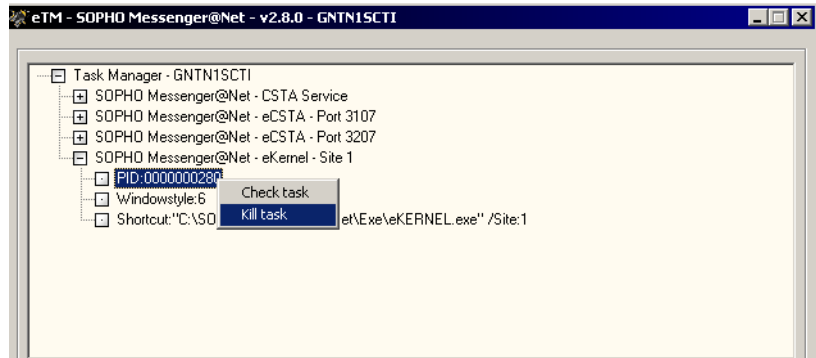 eTM - SOPHO Messenger@Net - v2.8.0 - GNTN1SCTI
Task Manager - GNTN1SCTI
SOPHO Messenger@Net - CSTA Service
SOPHO Messenger@Net - eCSTA - Port 3107
SOPHO Messenger@Net - eCSTA - Port 3207
SOPHO Messenger@Net - eKernel - Site 1
PID:0000000280
Check task
Windowstyle:6
Kill task
Shortcut:"C:\SO et\Exe\eKERNEL.exe" /Site:1